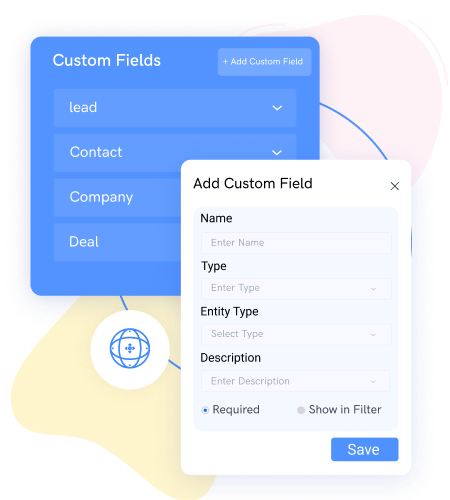 Custom Fields
+ Add Custom Field
lead
Contact
Company
Deal
Add Custom Field
Name
Enter Name
Type
Enter Type
Entity Type
Select Type
Description
Enter Description
Required
Show in Filter
Save